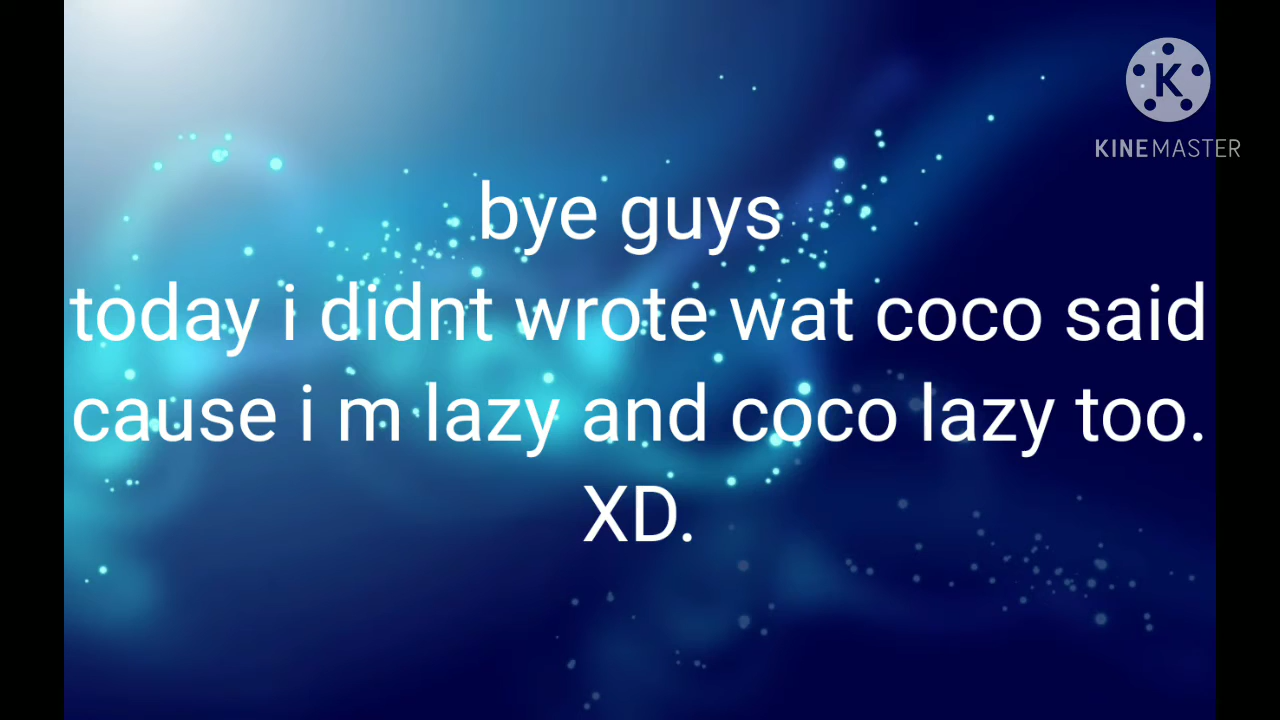 KINEMASTER
bye guys
today i didnt wrote wat coco said
cause i m lazy and coco lazy too.
XD.